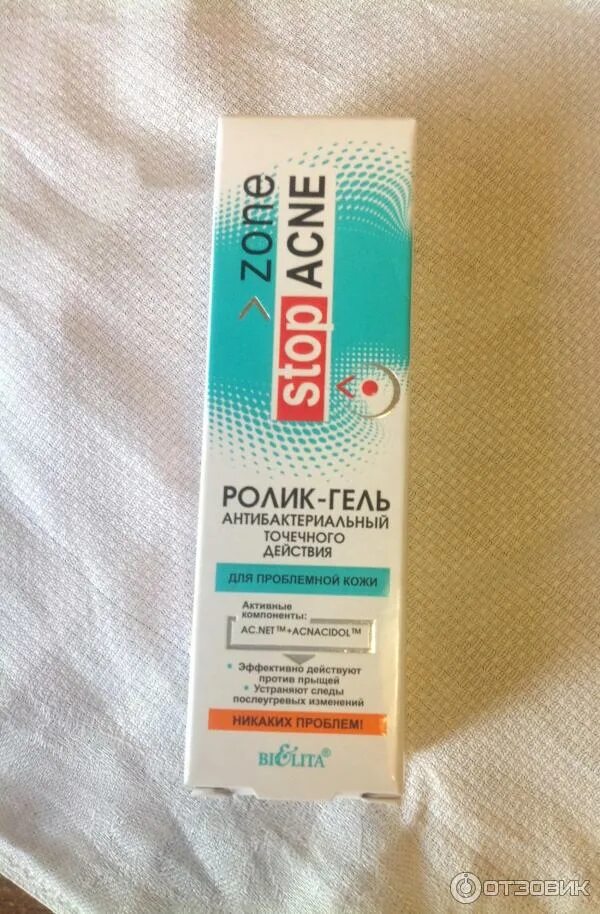 zone
stop ACNE
РОЛИК-ГЕЛЬ
АНТИБАКТЕРИАЛЬНЫЙ
ТОЧЕЧНОГО
ДЕЙСТВИЯ
ДЛЯ ПРОБЛЕМНОЙ КОЖИ
Активные
компоненты:
AC.NET™+ACNACIDOL™
• Эффективно действуют
против прыщей
• Устраняют следы
послеугревых изменений
НИКАКИХ ПРОБЛЕМ!
BIELITA®
ОТЗОВИК